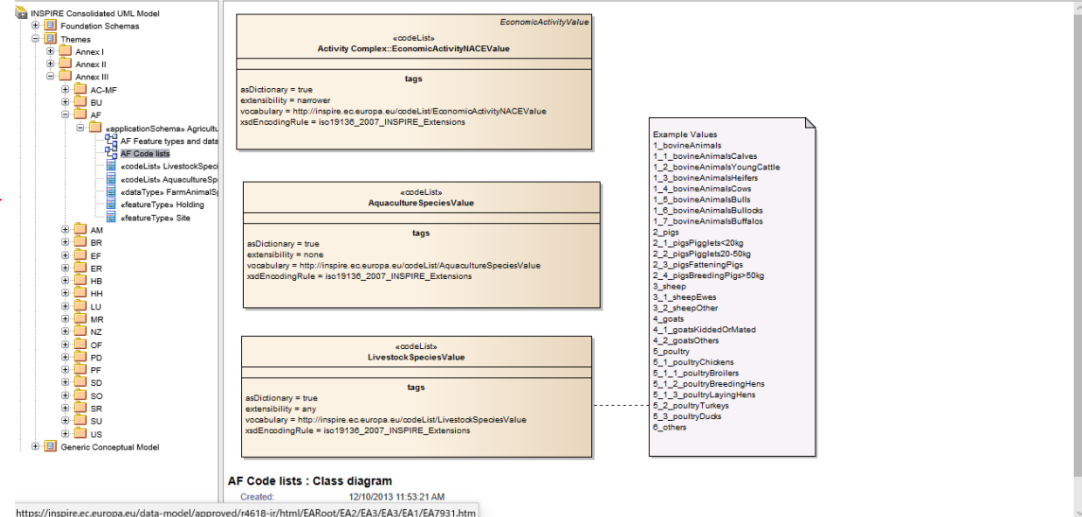 INSPIRE Consolidated UML Model
Foundation Schemas
Themes
Annex I
Annex II
Annex III
AC-MF
BU
AF
«applicationSchema» Agricultu
AF Feature types and data
AF Code lists
«codeList» LivestockSpeci
«codeList» AquacultureSp
«dataType» FarmAnimalSp
«featureType» Holding
«featureType» Site
AM
BR
EF
ER
HB
HH
LU
MR
NZ
OF
PD
PF
SD
SO
SR
SU
US
Generic Conceptual Model
EconomicActivityValue
«codeList»
Activity Complex::EconomicActivityNACEValue
tags
asDictionary = true
extensibility = narrower
vocabulary = http://inspire.ec.europa.eu/codeList/EconomicActivityNACEValue
xsdEncodingRule = iso19136_2007_INSPIRE_Extensions
«codeList»
AquacultureSpeciesValue
tags
asDictionary = true
extensibility = none
vocabulary = http://inspire.ec.europa.eu/codeList/AquacultureSpeciesValue
xsdEncodingRule = iso19136_2007_INSPIRE_Extensions
«codeList»
LivestockSpeciesValue
tags
asDictionary = true
extensibility = any
vocabulary = http://inspire.ec.europa.eu/codeList/LivestockSpeciesValue
xsdEncodingRule = iso19136_2007_INSPIRE_Extensions
Example Values
1_bovineAnimals
1_1_bovineAnimalsCalves
1_2_bovineAnimalsYoungCattle
1_3_bovineAnimalsHeifers
1_4_bovineAnimalsCows
1_5_bovineAnimalsBulls
1_6_bovineAnimalsBullocks
1_7_bovineAnimalsBuffalos
2_pigs
2_1_pigsPigglets<20kg
2_2_pigsPiglets20-50kg
2_3_pigsFatteningPigs
2_4_pigsBreedingPigs>50kg
3_sheep
3_1_sheepEwes
3_2_sheepOther
4_goats
4_1_goatsKiddedOrMated
4_2_goatsOthers
5_poultry
5_1_poultryChickens
5_1_1_poultryBroilers
5_1_2_poultryBreedingHens
5_1_3_poultryLayingHens
5_2_poultryTurkeys
5_3_poultryDucks
6_others
AF Code lists : Class diagram
Created: 12/10/2013 11:53:21 AM
https://inspire.ec.europa.eu/data-model/approved/r4618-ir/html/EARoot/EA2/EA3/EA3/EA1/EA7931.htm